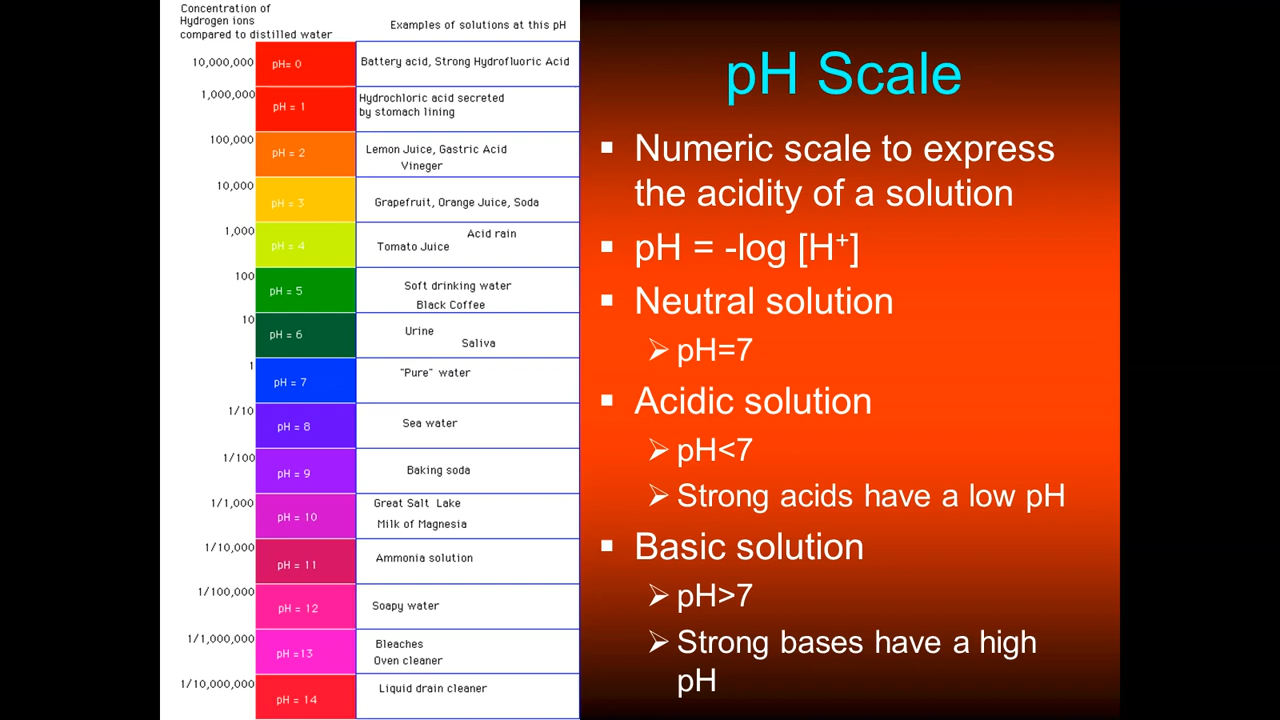 Concentration of
Hydrogen ions
compared to distilled water
Examples of solutions at this pH
10,000,000 pH= 0 Battery acid, Strong Hydrofluoric Acid
1,000,000 pH = 1 Hydrochloric acid secreted
by stomach lining
100,000 pH = 2 Lemon Juice, Gastric Acid
Vineger
10,000 pH = 3 Grapefruit, Orange Juice, Soda
1,000 pH = 4 Acid rain
Tomato Juice
100 pH = 5 Soft drinking water
Black Coffee
10 pH = 6 Urine
Saliva
1 pH = 7 "Pure" water
1/10 pH = 8 Sea water
1/100 pH = 9 Baking soda
1/1,000 pH = 10 Great Salt Lake
Milk of Magnesia
1/10,000 pH = 11 Ammonia solution
1/100,000 pH = 12 Soapy water
1/1,000,000 pH =13 Bleaches
Oven cleaner
1/10,000,000 pH = 14 Liquid drain cleaner
pH Scale
▪ Numeric scale to express
the acidity of a solution
▪ pH = -log [H⁺]
▪ Neutral solution
➢ pH=7
▪ Acidic solution
➢ pH<7
➢ Strong acids have a low pH
▪ Basic solution
➢ pH>7
➢ Strong bases have a high
pH